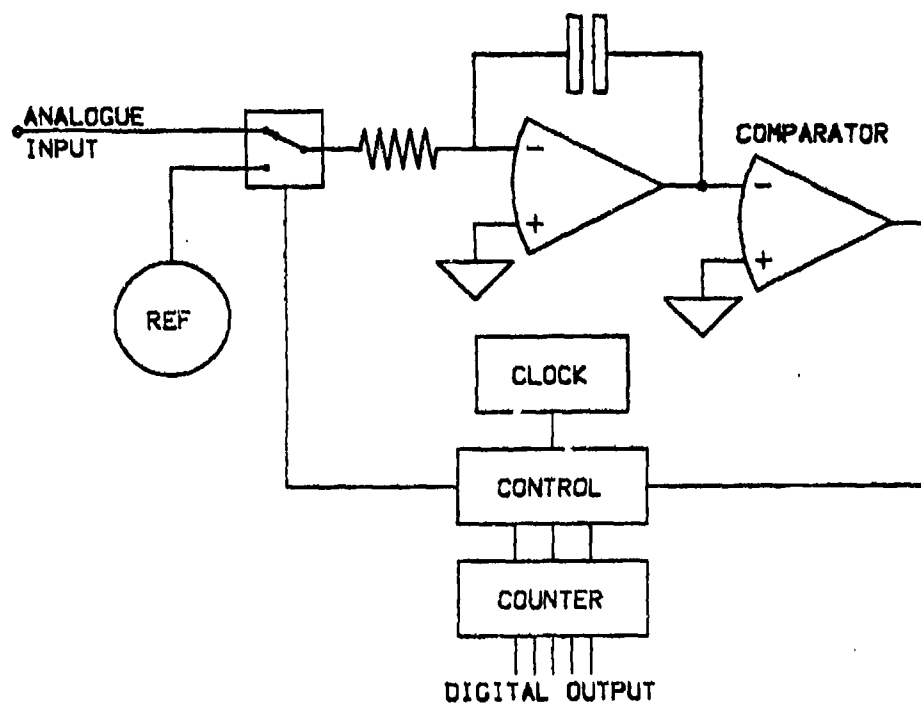 ANALOGUE
INPUT
COMPARATOR
-
+
-
+
REF
CLOCK
CONTROL
COUNTER
DIGITAL OUTPUT